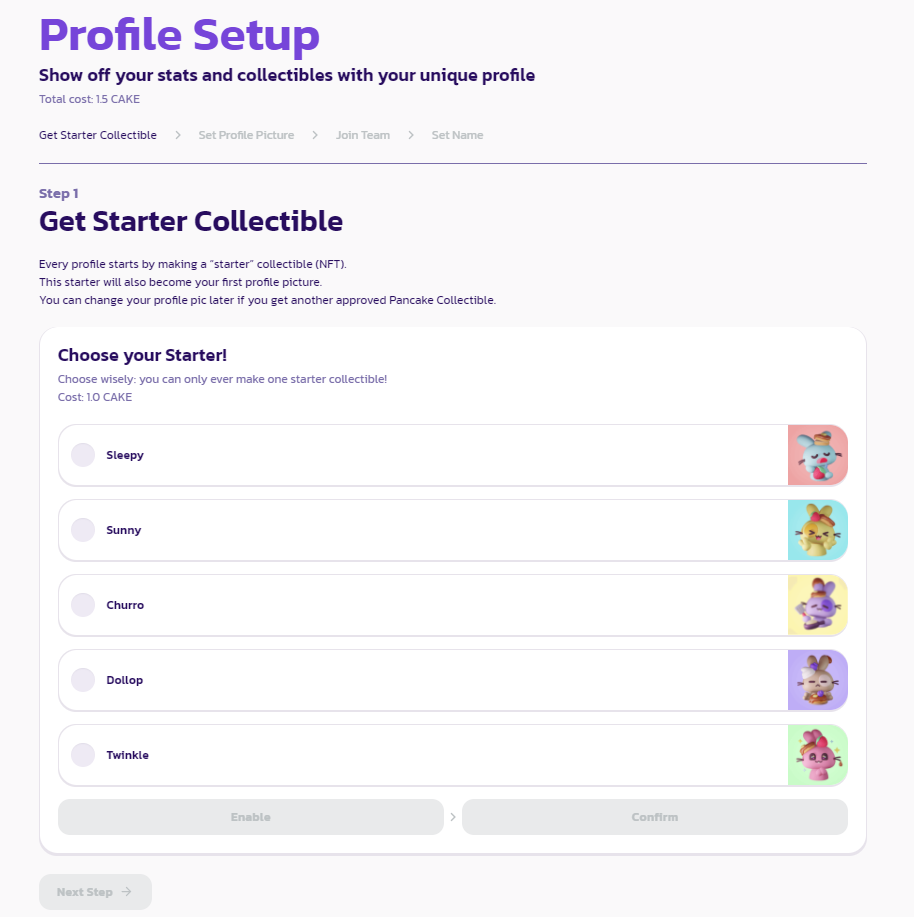 Profile Setup
Show off your stats and collectibles with your unique profile
Total cost: 1.5 CAKE
Get Starter Collectible > Set Profile Picture > Join Team > Set Name
Step 1
Get Starter Collectible
Every profile starts by making a “starter” collectible (NFT).
This starter will also become your first profile picture.
You can change your profile pic later if you get another approved Pancake Collectible.
Choose your Starter!
Choose wisely: you can only ever make one starter collectible!
Cost: 1.0 CAKE
Sleepy
Sunny
Churro
Dollop
Twinkle
Enable > Confirm
Next Step →